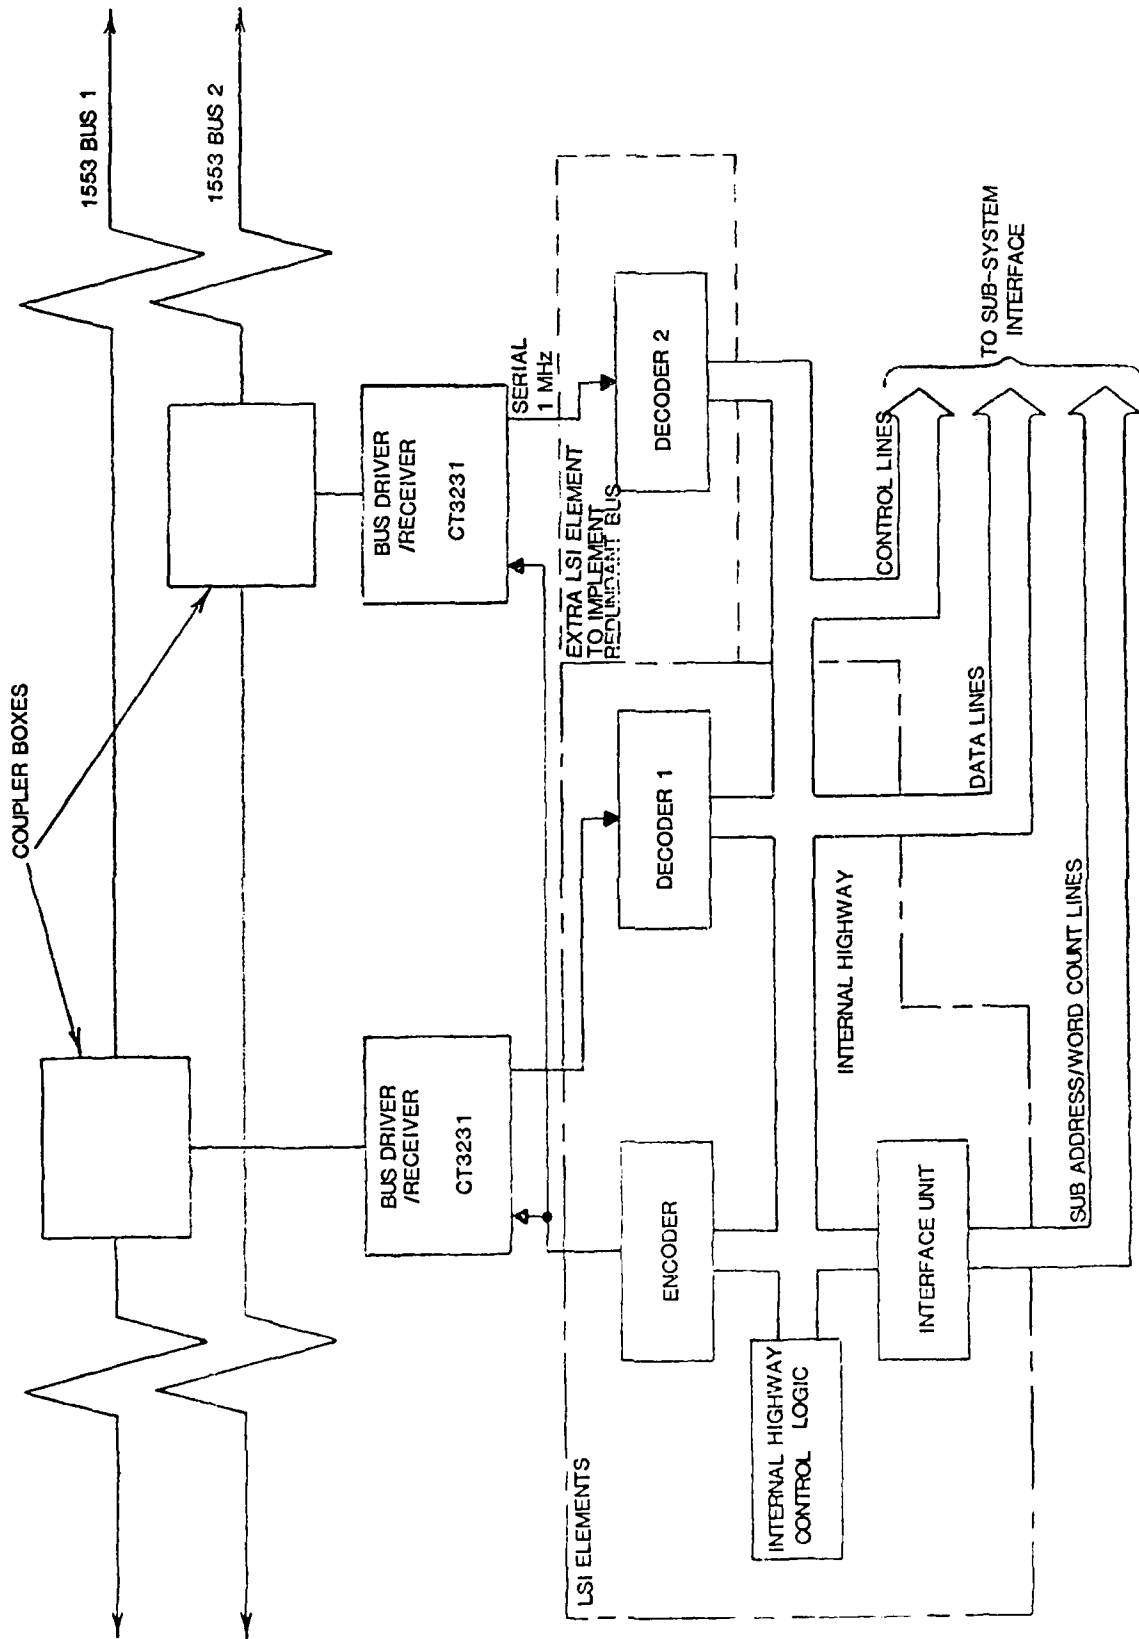 COUPLER BOXES
1553 BUS 1
1553 BUS 2
BUS DRIVER
/RECEIVER
CT3231
BUS DRIVER
/RECEIVER
CT3231
SERIAL
1 MHz
EXTRA LSI ELEMENT
TO IMPLEMENT
REDUNDANT BUS
LSI ELEMENTS
ENCODER
DECODER 1
DECODER 2
INTERNAL HIGHWAY
CONTROL LOGIC
INTERNAL HIGHWAY
INTERFACE UNIT
CONTROL LINES
DATA LINES
SUB ADDRESS/WORD COUNT LINES
TO SUB-SYSTEM
INTERFACE